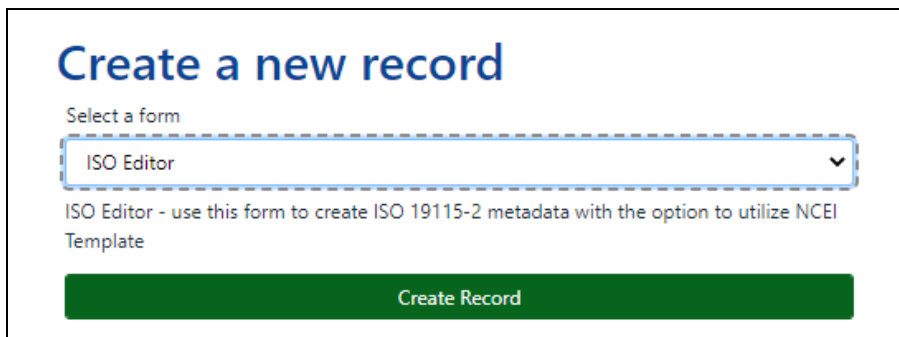 Create a new record
Select a form
ISO Editor
ISO Editor - use this form to create ISO 19115-2 metadata with the option to utilize NCEI
Template
Create Record